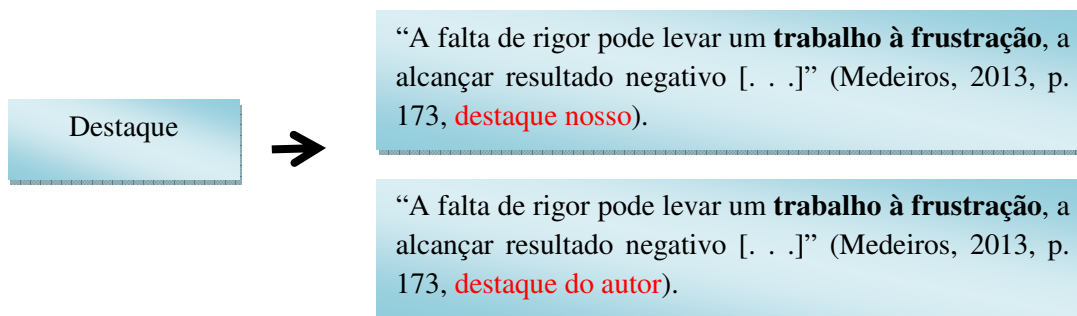 Destaque
“A falta de rigor pode levar um trabalho à frustração, a
alcançar resultado negativo [. . .]” (Medeiros, 2013, p.
173, destaque nosso).
“A falta de rigor pode levar um trabalho à frustração, a
alcançar resultado negativo [. . .]” (Medeiros, 2013, p.
173, destaque do autor).